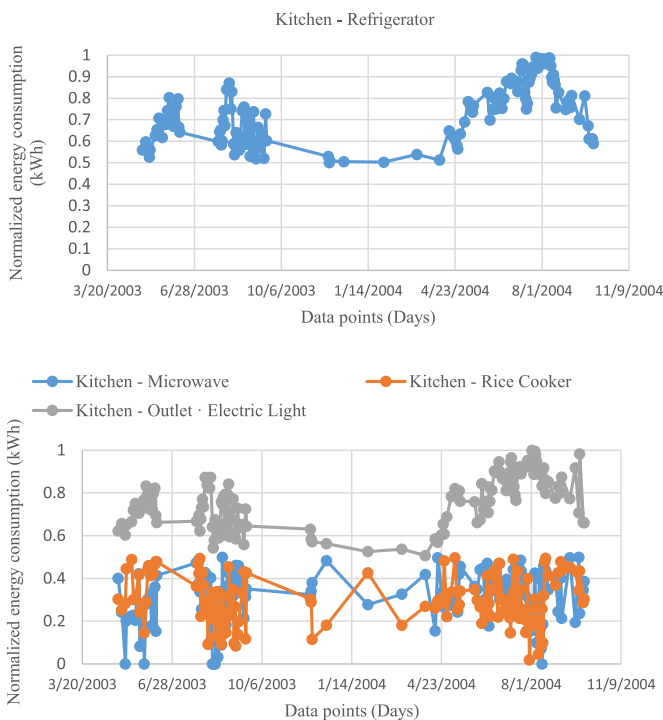 Kitchen - Refrigerator
Normalized energy consumption
(kWh)
1
0.9
0.8
0.7
0.6
0.5
0.4
0.3
0.2
0.1
0
3/20/2003 6/28/2003 10/6/2003 1/14/2004 4/23/2004 8/1/2004 11/9/2004
Data points (Days)
Kitchen - Microwave
Kitchen - Rice Cooker
Kitchen - Outlet · Electric Light
Normalized energy consumption (kWh)
1
0.8
0.6
0.4
0.2
0
3/20/2003 6/28/2003 10/6/2003 1/14/2004 4/23/2004 8/1/2004 11/9/2004
Data points (Days)